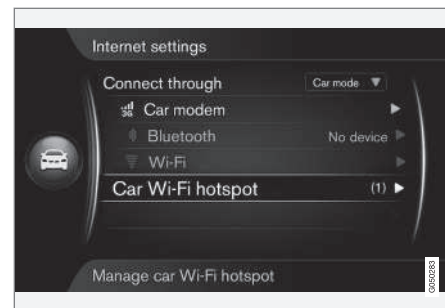 Internet settings
Connect through Car mode
3G Car modem
Bluetooth No device
Wi-Fi
Car Wi-Fi hotspot (1)
Manage car Wi-Fi hotspot
G050283